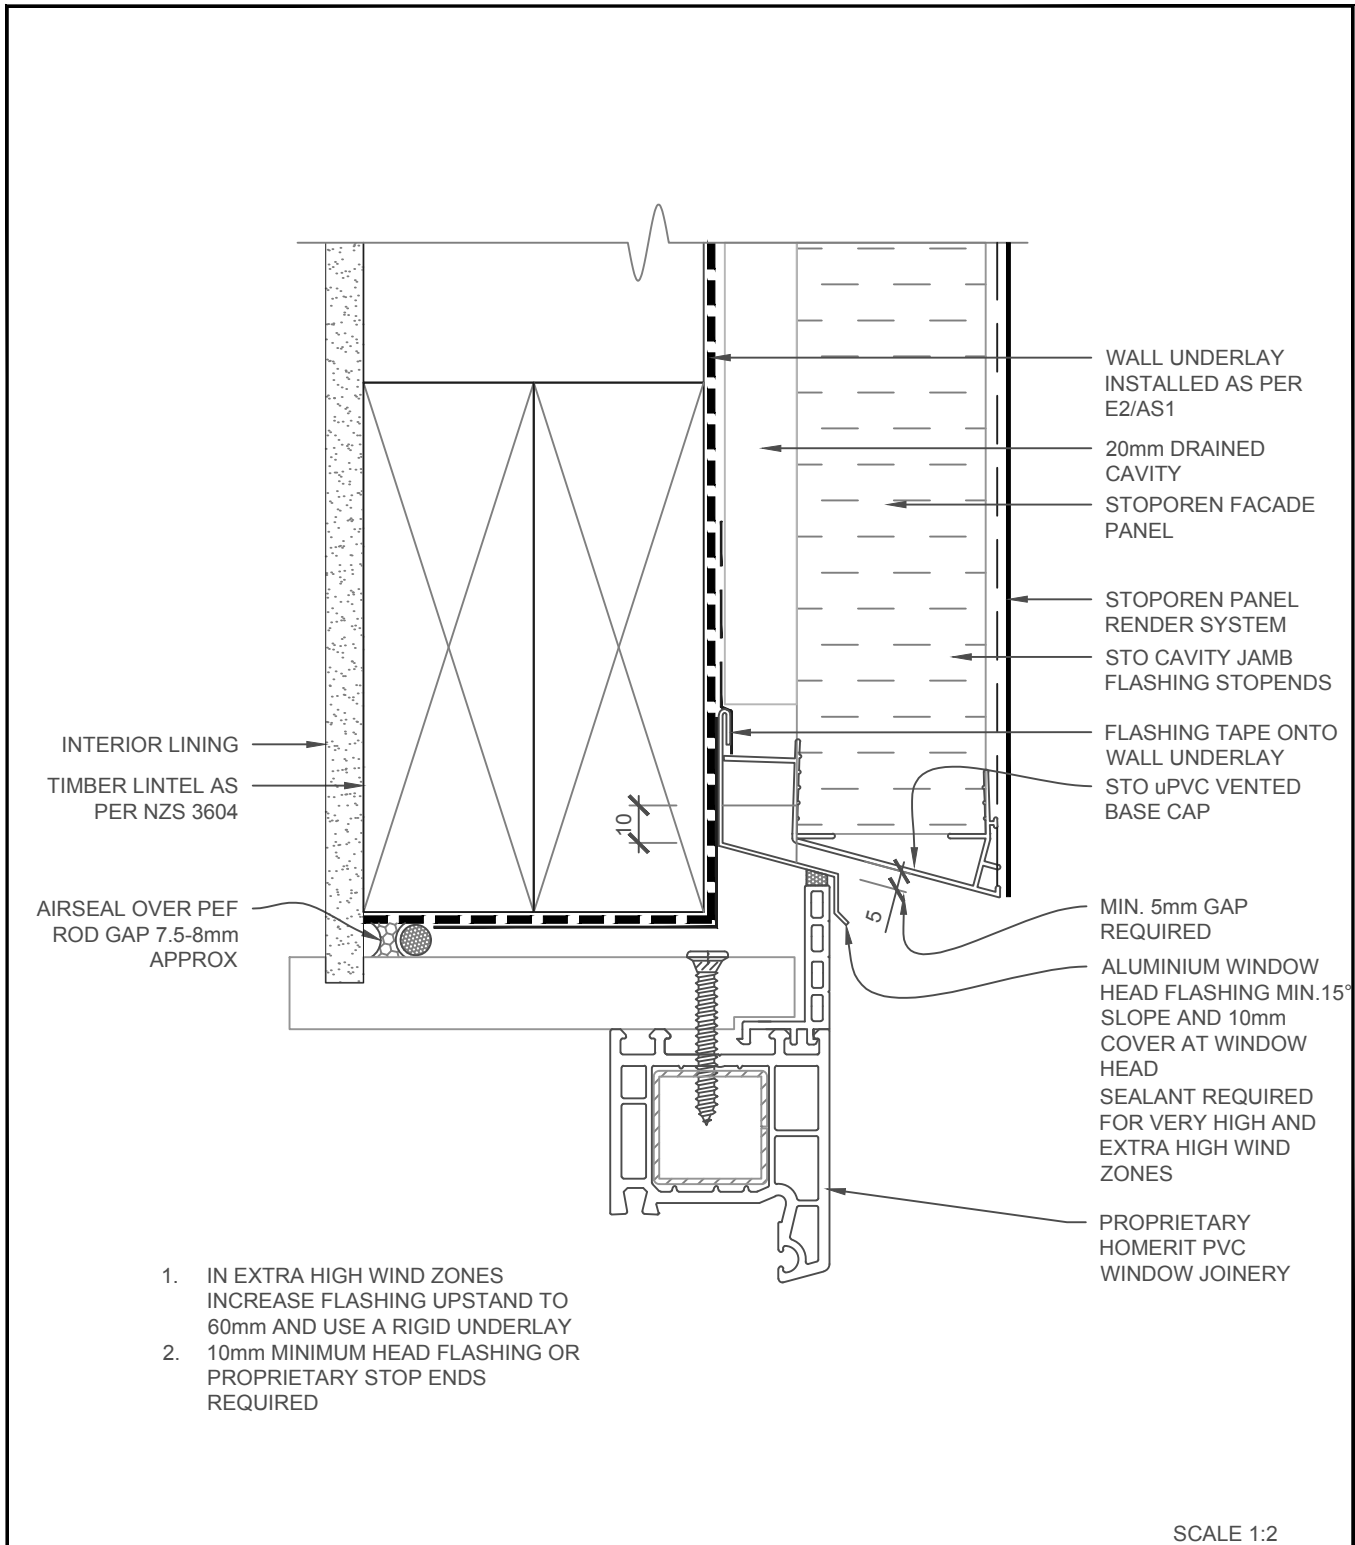 WALL UNDERLAY
INSTALLED AS PER
E2/AS1
20mm DRAINED
CAVITY
STOPOREN FACADE
PANEL
STOPOREN PANEL
RENDER SYSTEM
STO CAVITY JAMB
FLASHING STOPENDS
FLASHING TAPE ONTO
WALL UNDERLAY
STO uPVC VENTED
BASE CAP
MIN. 5mm GAP
REQUIRED
ALUMINIUM WINDOW
HEAD FLASHING MIN.15°
SLOPE AND 10mm
COVER AT WINDOW
HEAD
SEALANT REQUIRED
FOR VERY HIGH AND
EXTRA HIGH WIND
ZONES
PROPRIETARY
HOMERIT PVC
WINDOW JOINERY
INTERIOR LINING
TIMBER LINTEL AS
PER NZS 3604
AIRSEAL OVER PEF
ROD GAP 7.5-8mm
APPROX
10
5
1. IN EXTRA HIGH WIND ZONES
INCREASE FLASHING UPSTAND TO
60mm AND USE A RIGID UNDERLAY
2. 10mm MINIMUM HEAD FLASHING OR
PROPRIETARY STOP ENDS
REQUIRED
SCALE 1:2